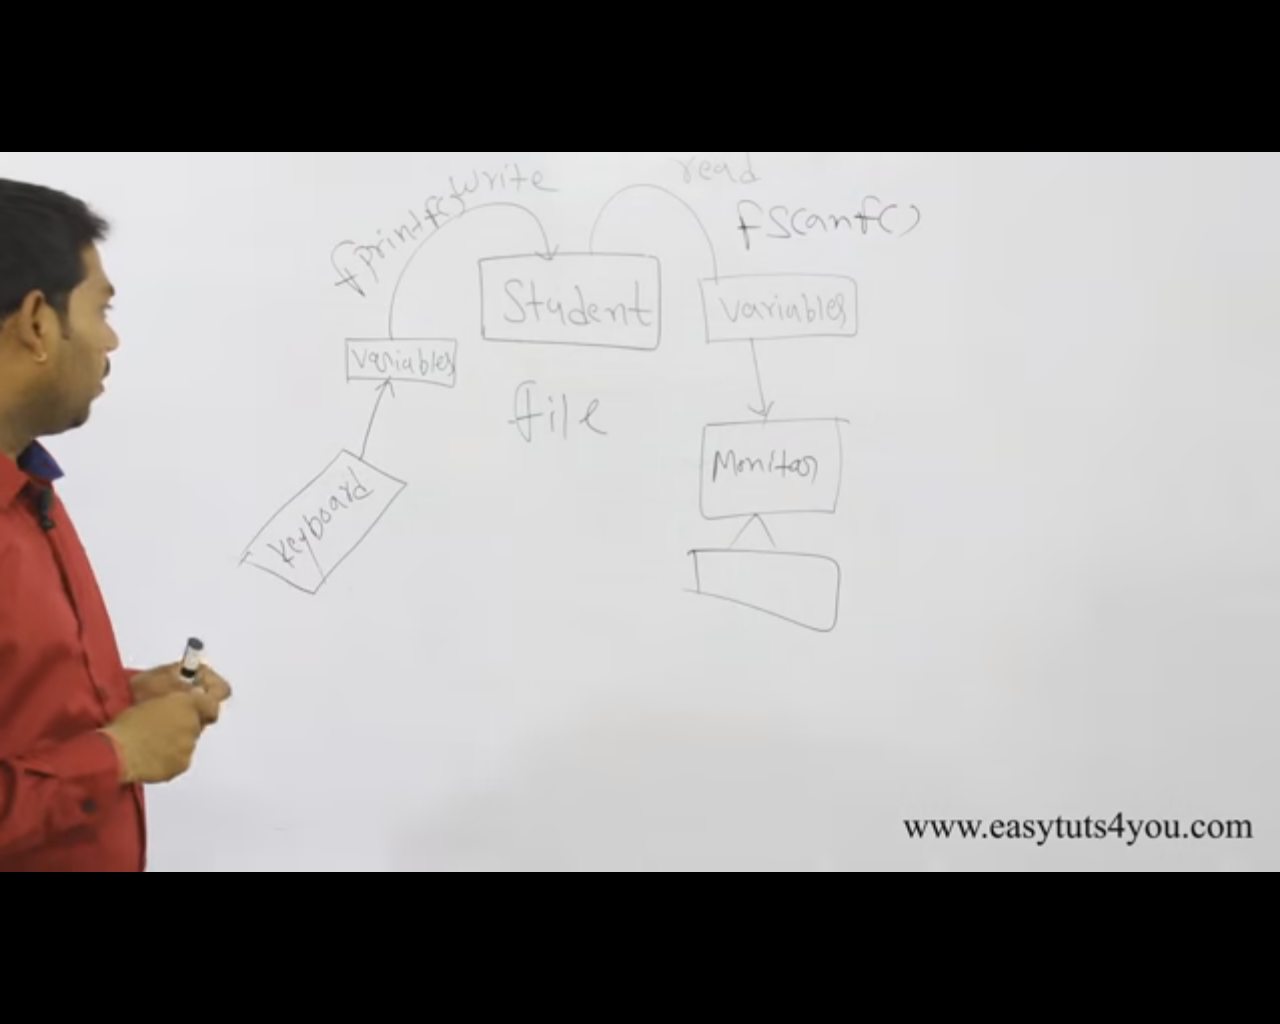 fprintf() write
read
fscanf()
Student
variables
variables
file
Monitor
Keyboard
www.easytuts4you.com